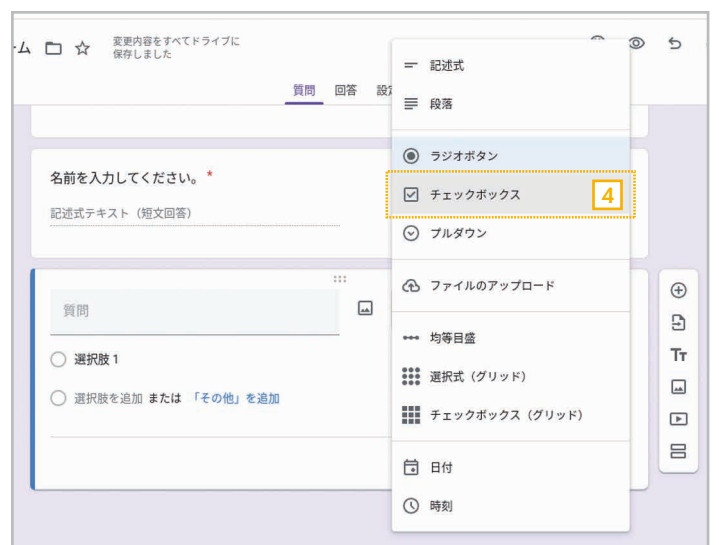 ーム
変更内容をすべてドライブに
保存しました
質問 回答 設定
名前を入力してください。 *
記述式テキスト（短文回答）
質問
選択肢 1
選択肢を追加 または 「その他」を追加
記述式
段落
ラジオボタン
チェックボックス 4
プルダウン
ファイルのアップロード
均等目盛
選択式（グリッド）
チェックボックス（グリッド）
日付
時刻
Tт